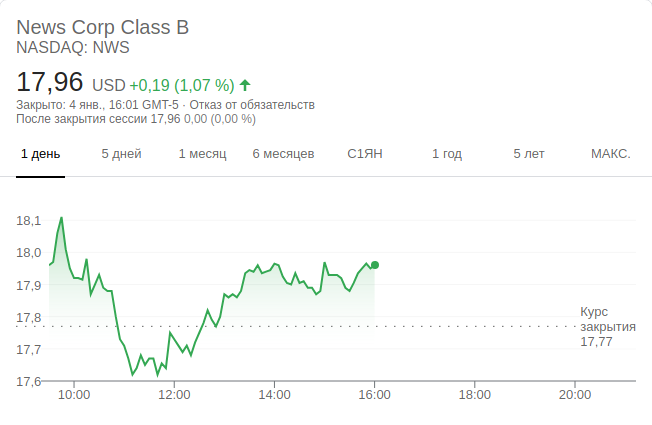 News Corp Class B
NASDAQ: NWS
17,96 USD +0,19 (1,07 %)
Закрыто: 4 янв., 16:01 GMT-5 · Отказ от обязательств
После закрытия сессии 17,96 0,00 (0,00 %)
1 день 5 дней 1 месяц 6 месяцев С1ЯН 1 год 5 лет МАКС.
18,1
18,0
17,9
17,8
Курс
закрытия
17,77
17,7
17,6
10:00 12:00 14:00 16:00 18:00 20:00